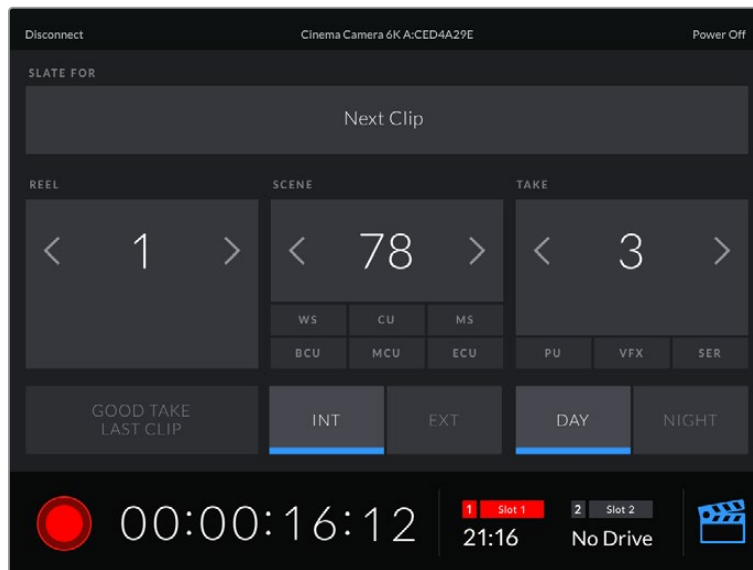 Disconnect Cinema Camera 6K A:CED4A29E Power Off
SLATE FOR
Next Clip
REEL SCENE TAKE
1 78 3
WS CU MS
BCU MCU ECU PU VFX SER
GOOD TAKE
LAST CLIP
INT EXT DAY NIGHT
00:00:16:12
1 Slot 1 2 Slot 2
21:16 No Drive